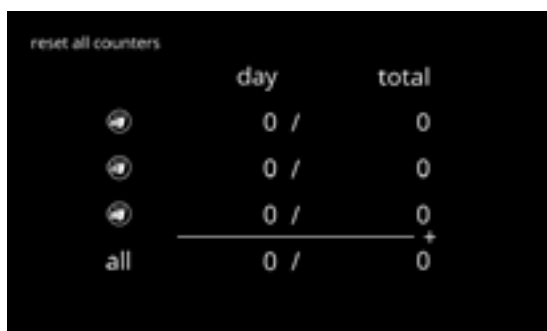 reset all counters
day total
0 / 0
0 / 0
0 / 0
+
all 0 / 0